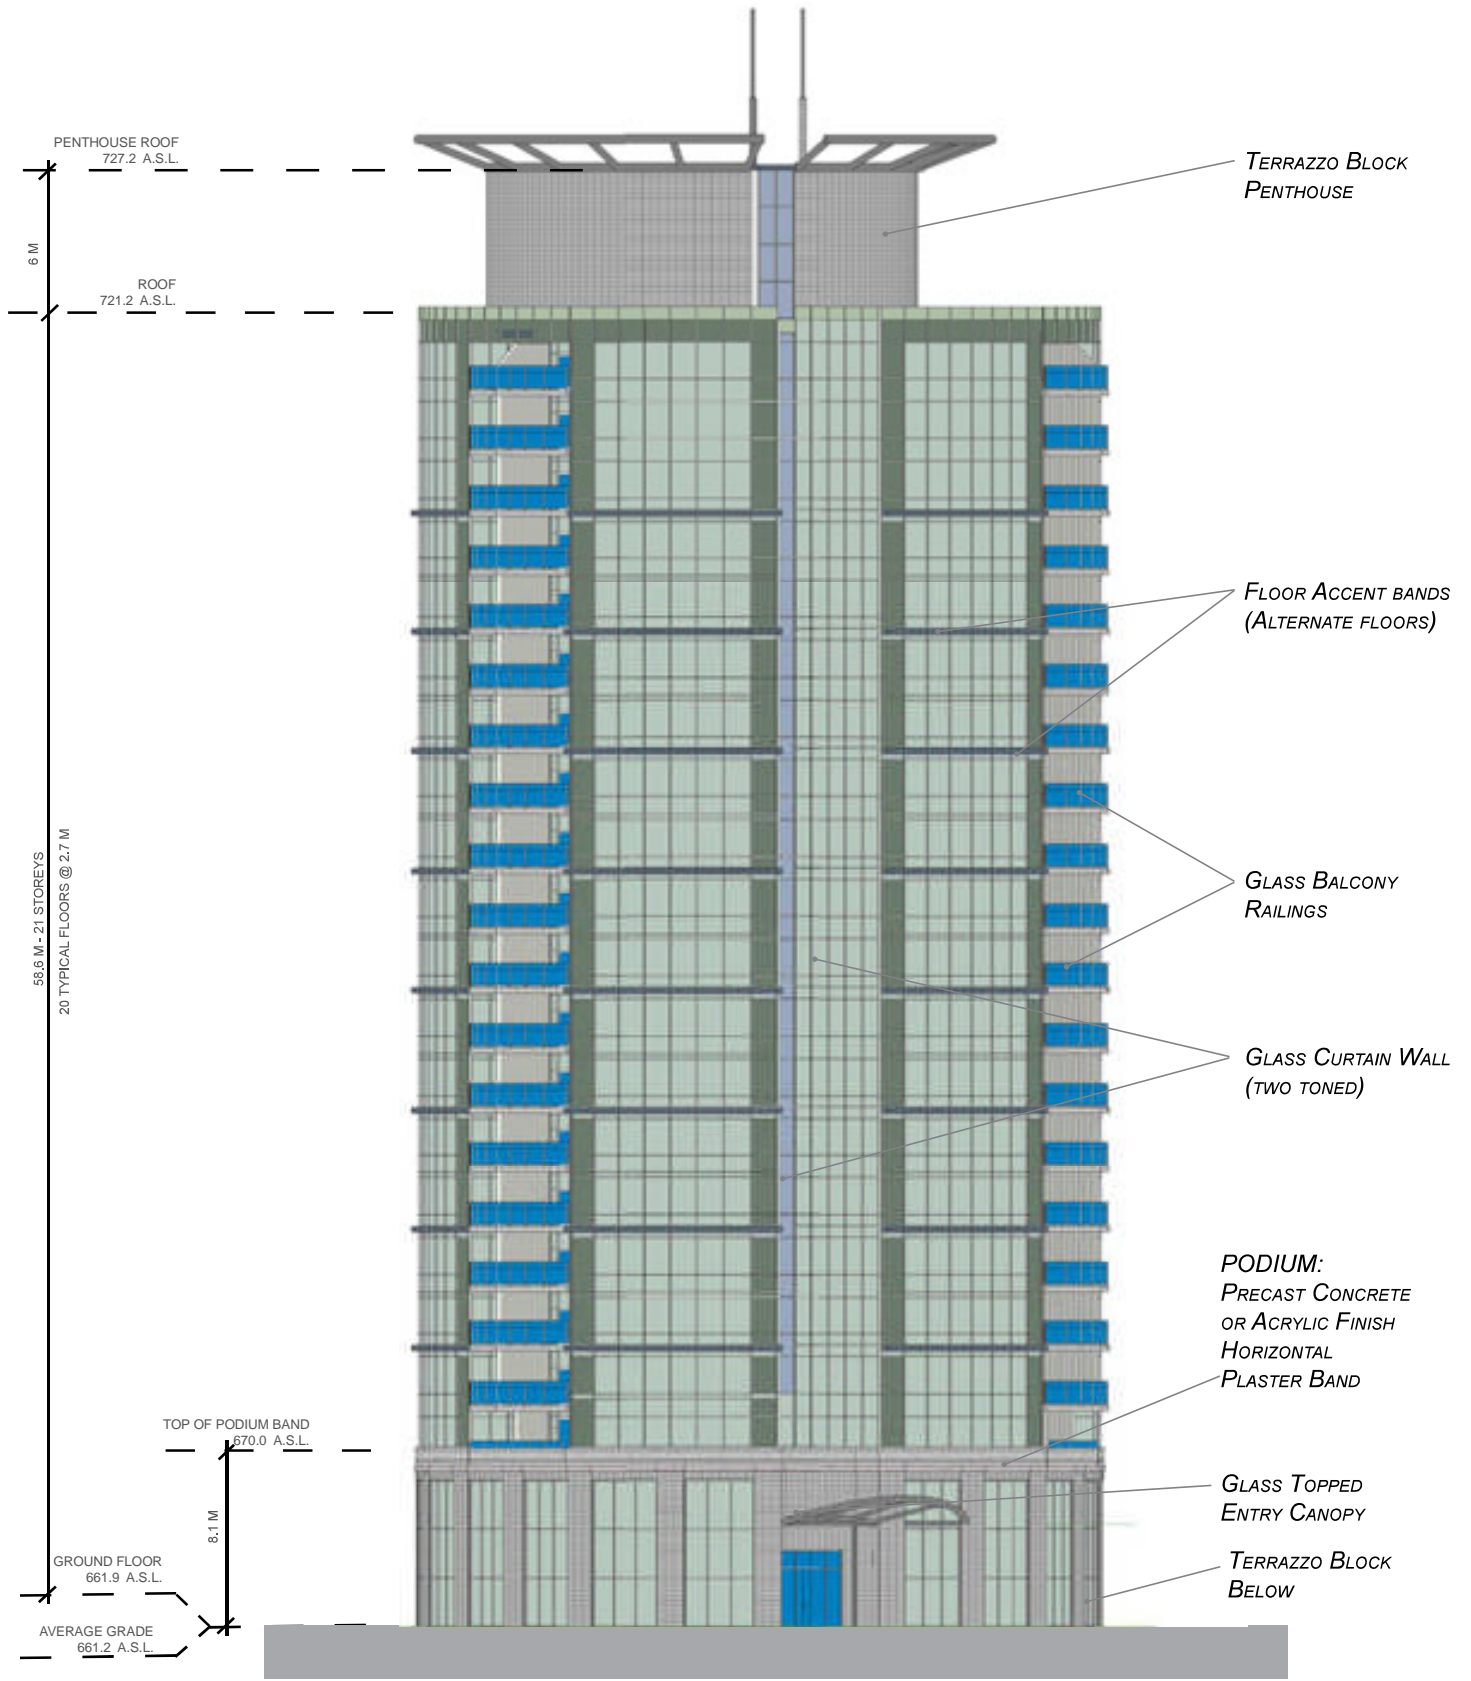 PENTHOUSE ROOF
727.2 A.S.L.
TERRAZZO BLOCK
PENTHOUSE
6 M
ROOF
721.2 A.S.L.
FLOOR ACCENT BANDS
(ALTERNATE FLOORS)
58.6 M - 21 STOREYS
20 TYPICAL FLOORS @ 2.7 M
GLASS BALCONY
RAILINGS
GLASS CURTAIN WALL
(TWO TONED)
PODIUM:
PRECAST CONCRETE
OR ACRYLIC FINISH
HORIZONTAL
PLASTER BAND
TOP OF PODIUM BAND
670.0 A.S.L.
8.1 M
GLASS TOPPED
ENTRY CANOPY
GROUND FLOOR
661.9 A.S.L.
TERRAZZO BLOCK
BELOW
AVERAGE GRADE
661.2 A.S.L.